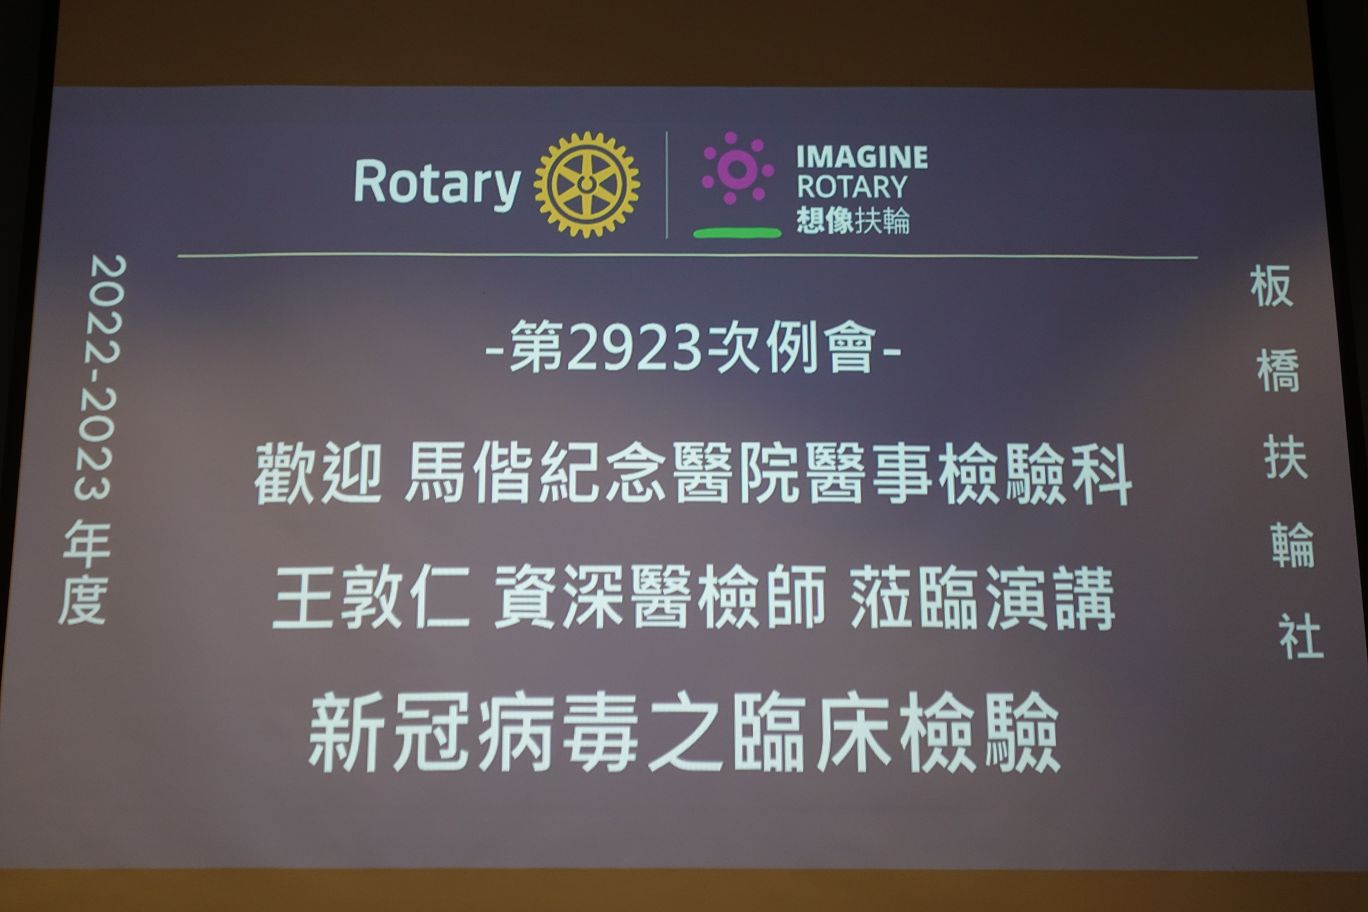 Rotary
IMAGINE
ROTARY
想像扶輪
2022-2023 年度
板橋扶輪社
-第2923次例會-
歡迎 馬偕紀念醫院醫事檢驗科
王敦仁 資深醫檢師 蒞臨演講
新冠病毒之臨床檢驗